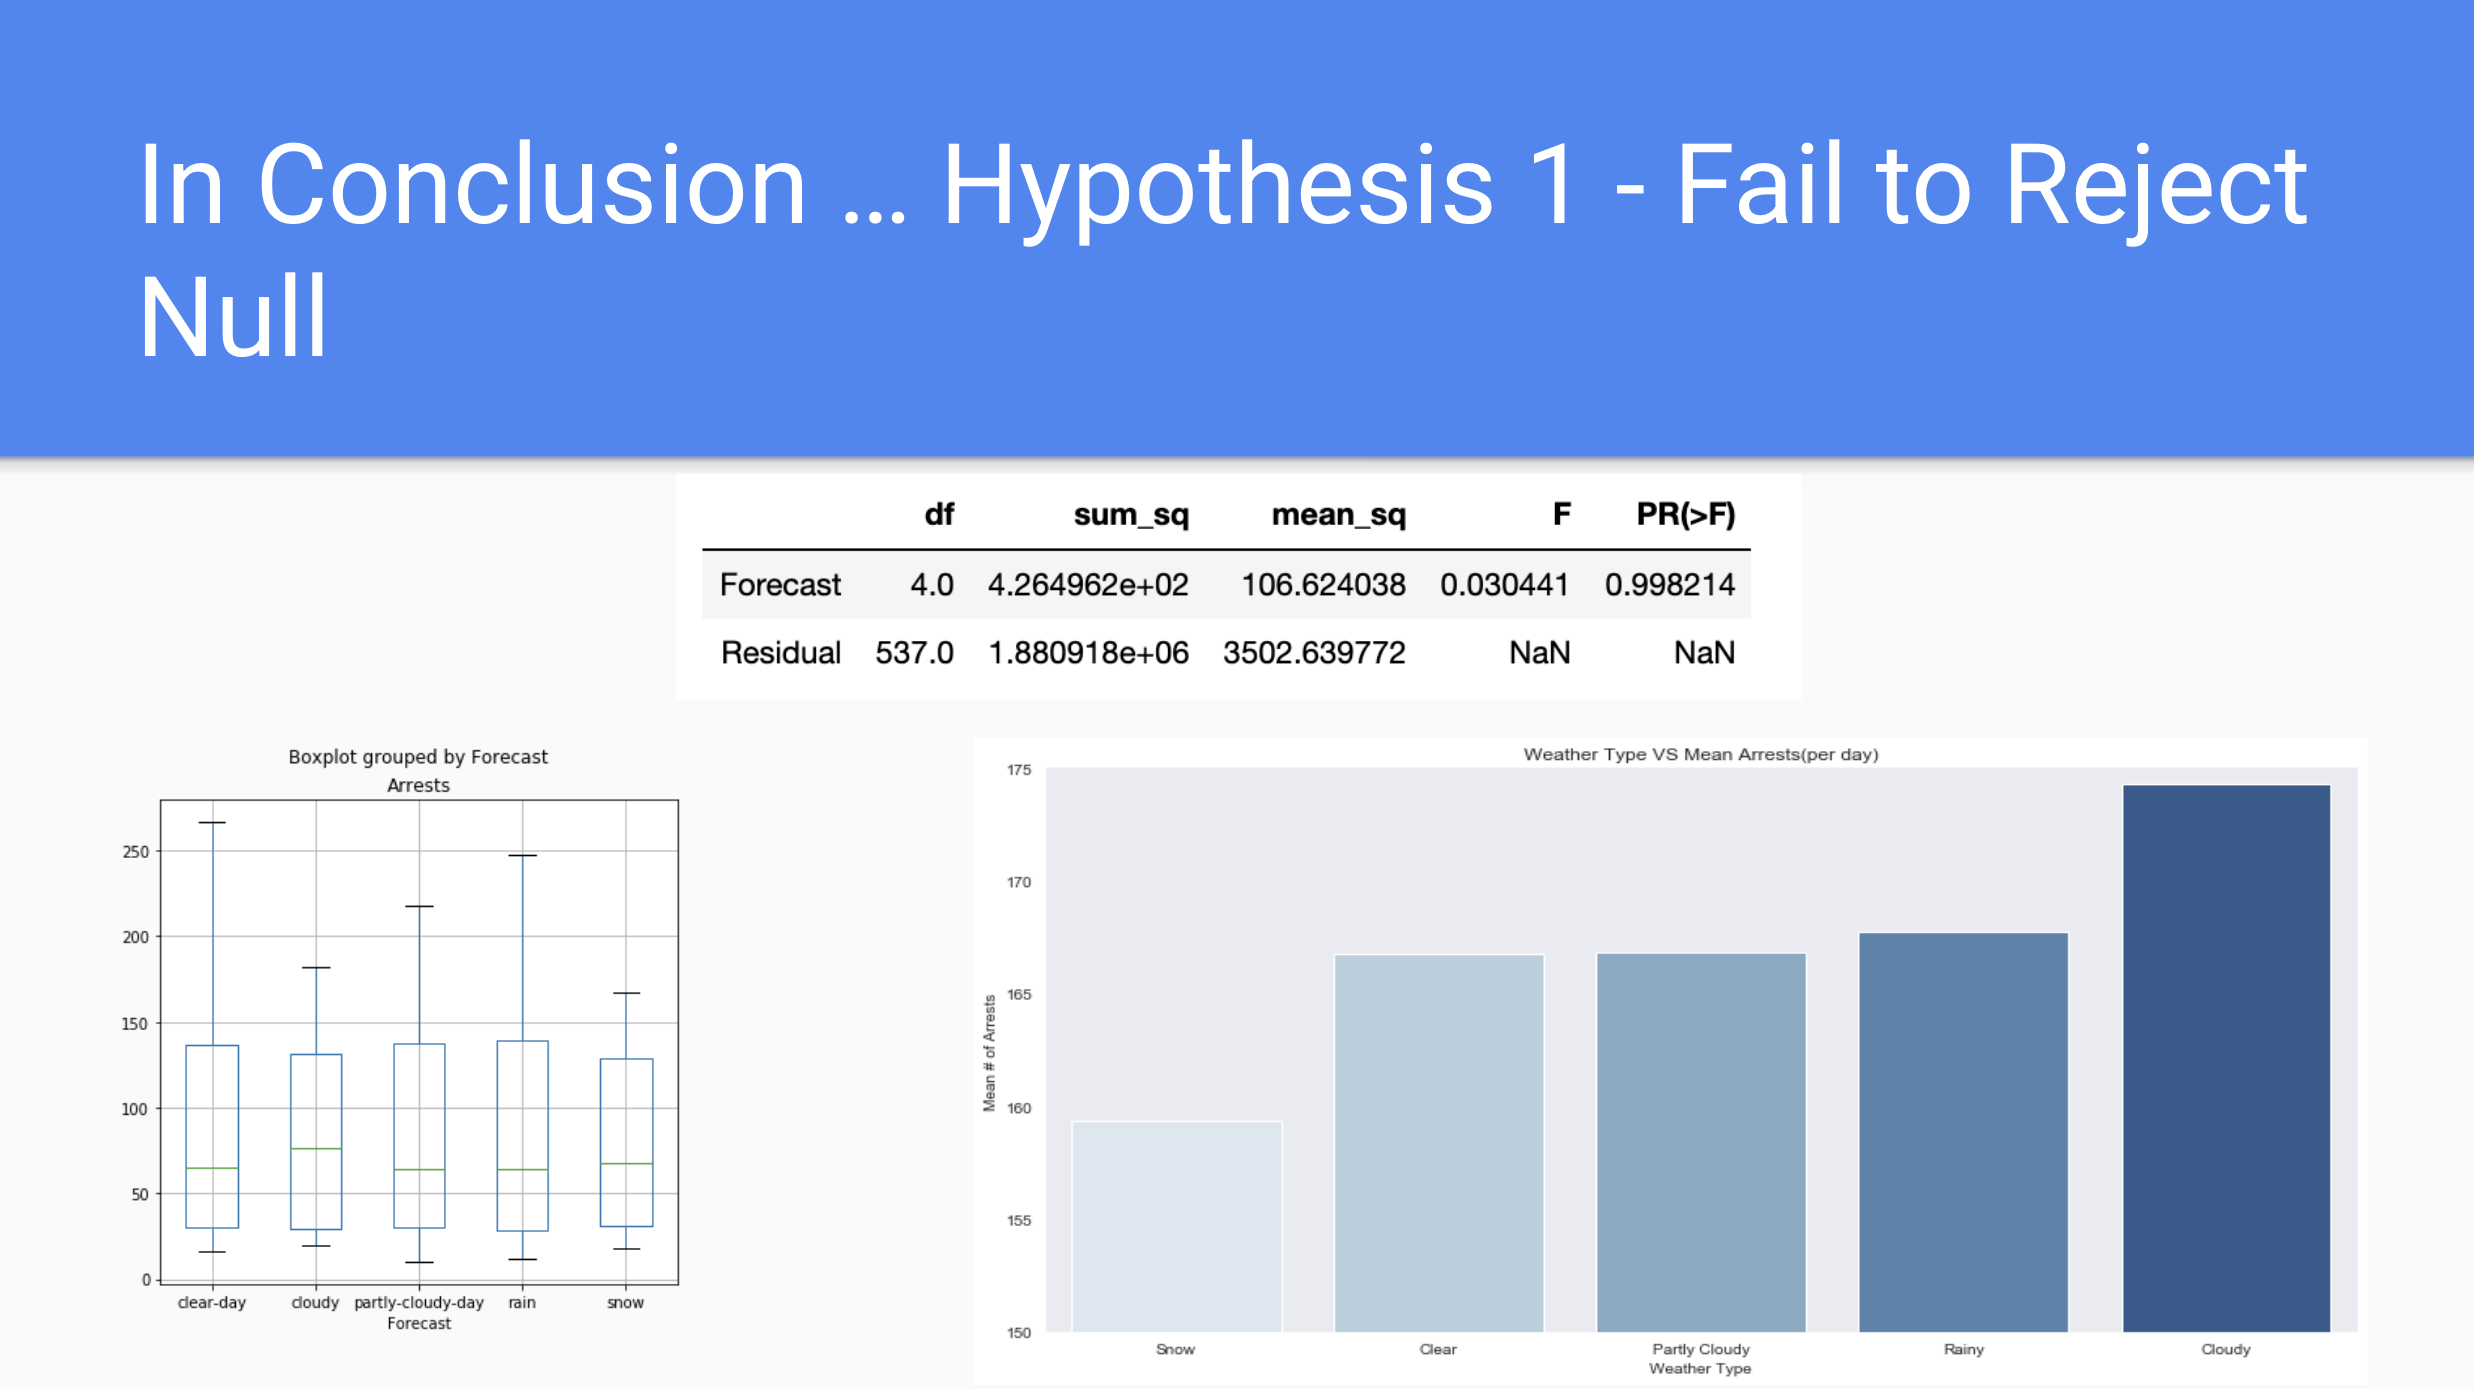 In Conclusion ... Hypothesis 1 - Fail to Reject
Null
df sum_sq mean_sq F PR(>F)
Forecast 4.0 4.264962e+02 106.624038 0.030441 0.998214
Residual 537.0 1.880918e+06 3502.639772 NaN NaN
Boxplot grouped by Forecast
Arrests
250
200
150
100
50
0
clear-day cloudy partly-cloudy-day rain snow
Forecast
Weather Type VS Mean Arrests(per day)
175
170
165
160
155
150
Mean # of Arrests
Snow Clear Partly Cloudy Rainy Cloudy
Weather Type